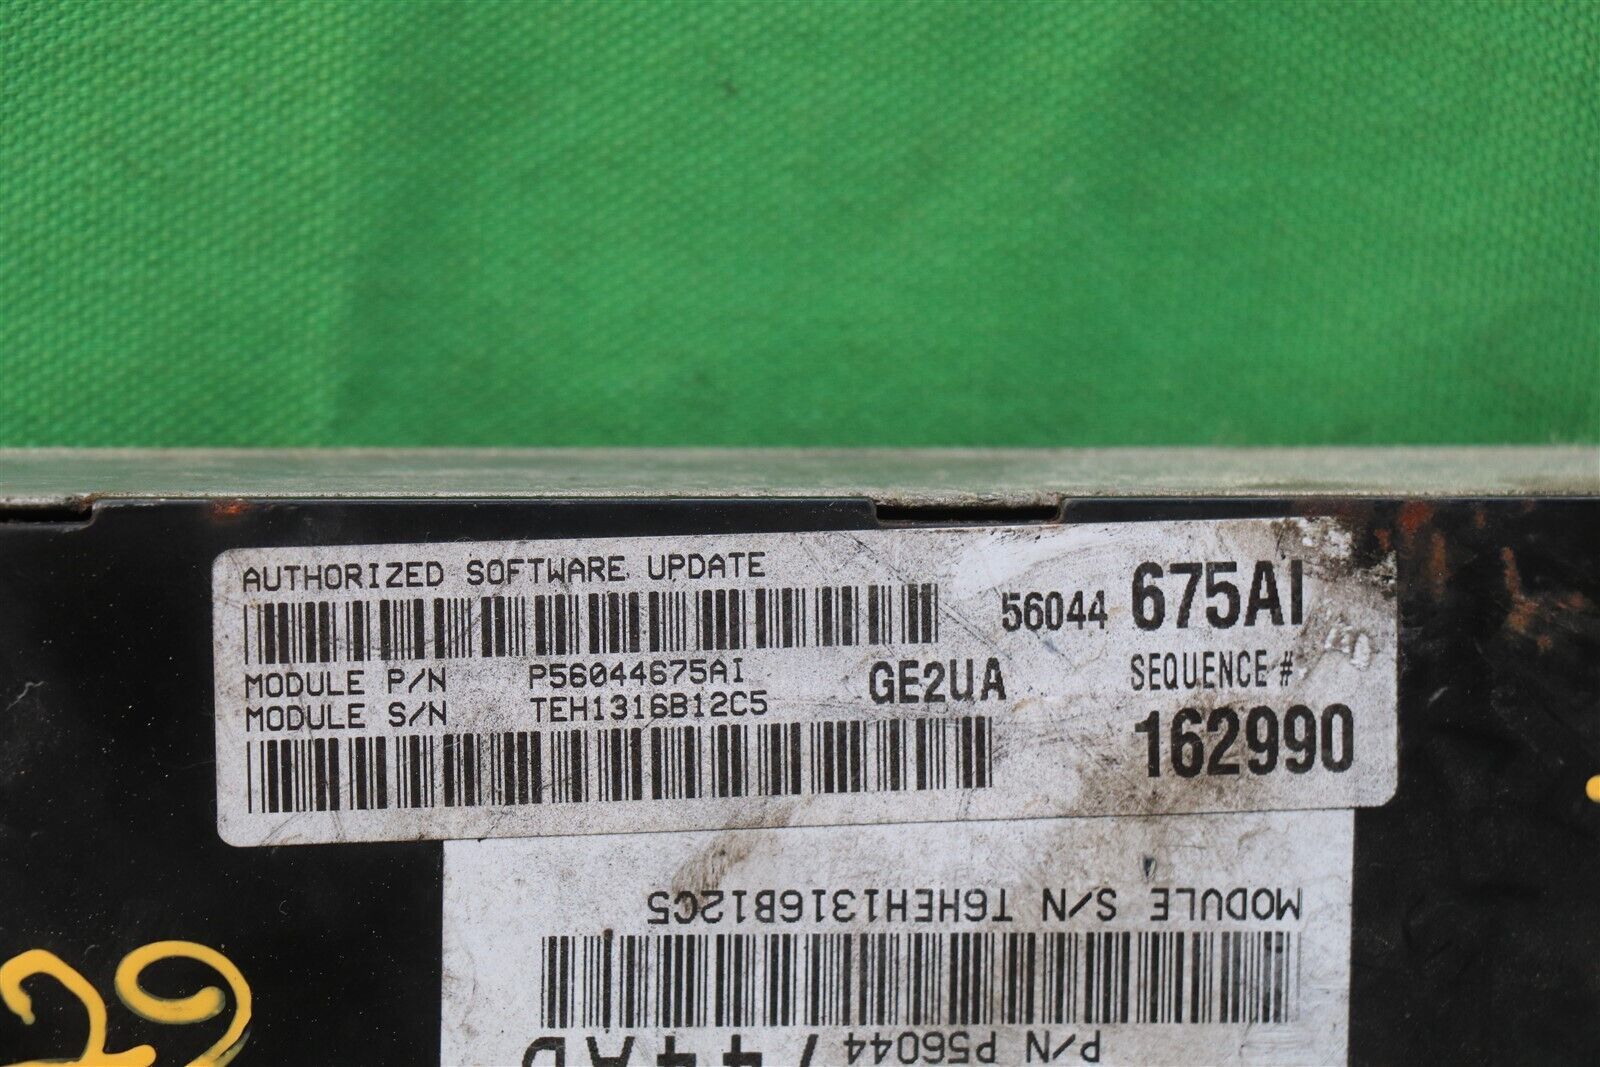 AUTHORIZED SOFTWARE UPDATE
56044 675AI
MODULE P/N P56044675AI
MODULE S/N TEH1316B12C5
GE2UA
SEQUENCE #
162990
MODULE S/N T6HEH1316B12C5
P/N P56044